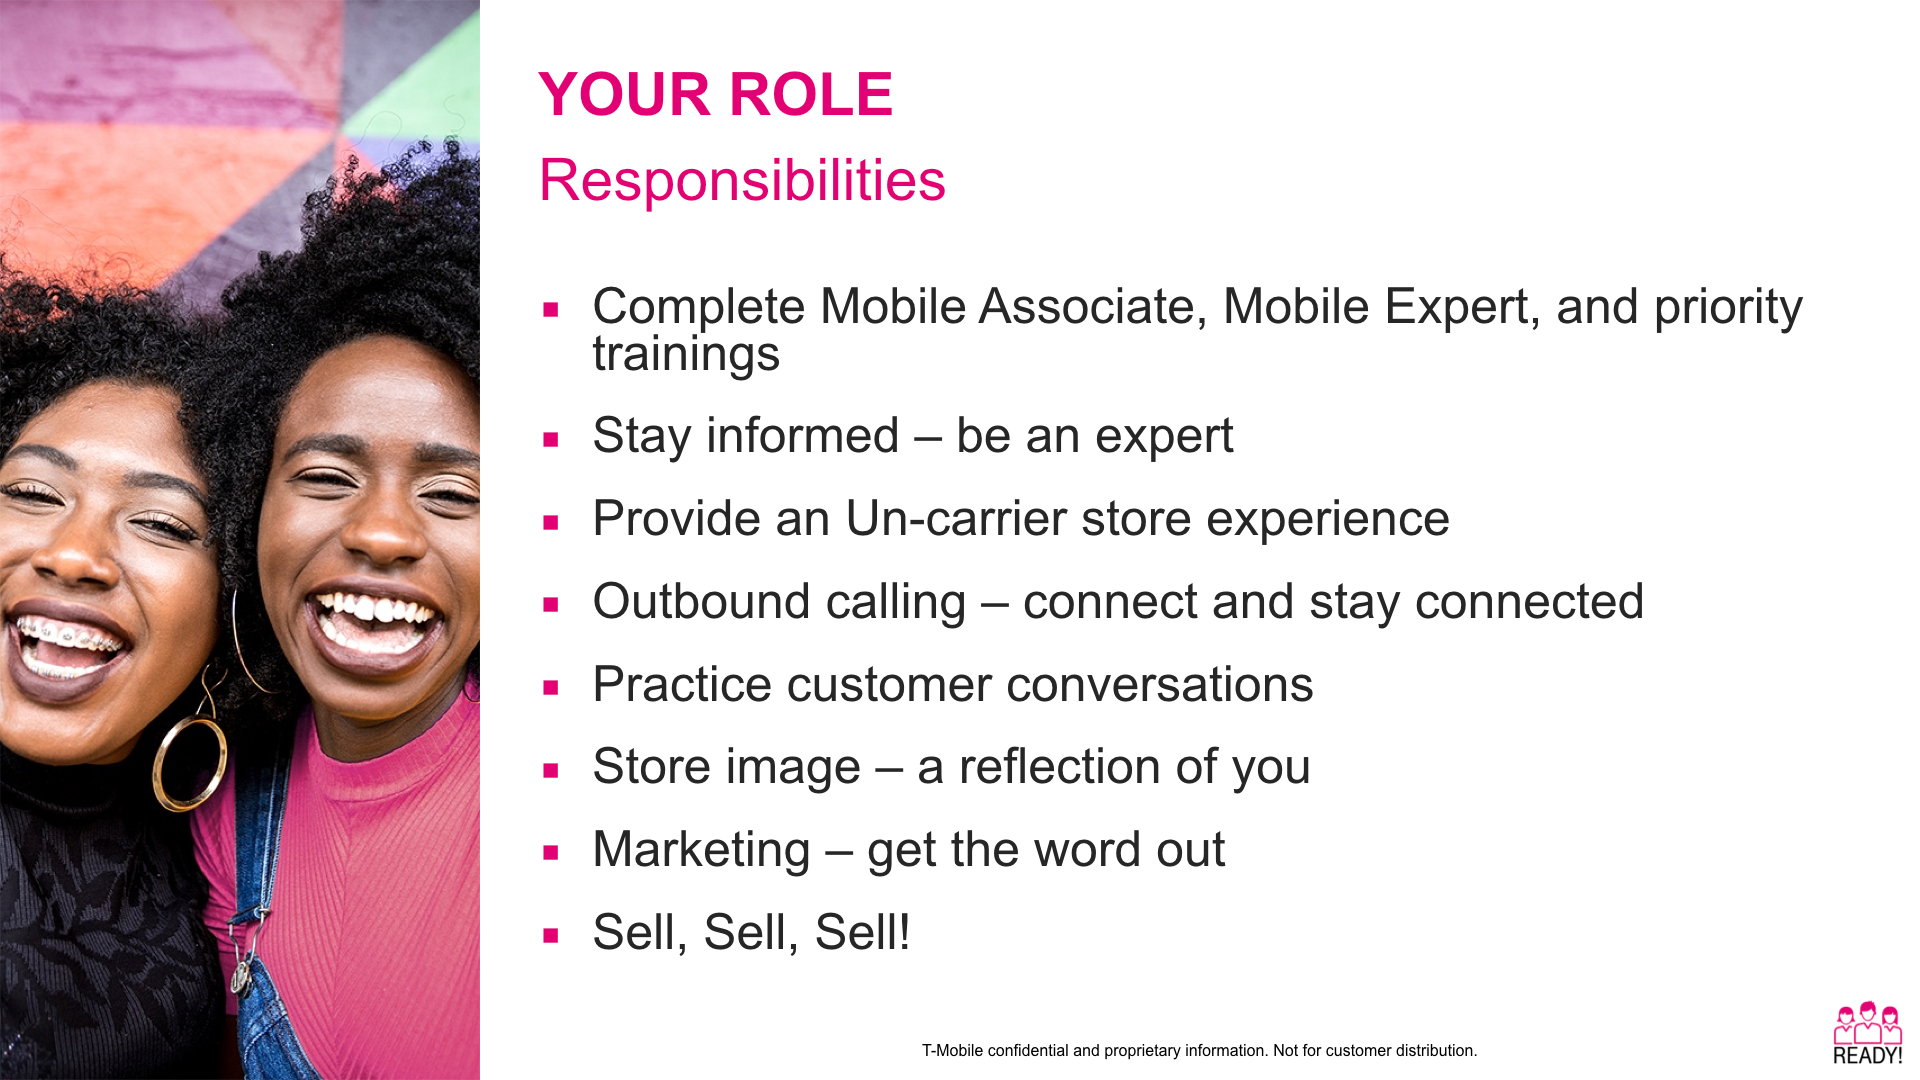 YOUR ROLE
Responsibilities
Complete Mobile Associate, Mobile Expert, and priority
trainings
Stay informed – be an expert
Provide an Un-carrier store experience
Outbound calling – connect and stay connected
Practice customer conversations
Store image – a reflection of you
Marketing – get the word out
Sell, Sell, Sell!
T-Mobile confidential and proprietary information. Not for customer distribution.
READY!